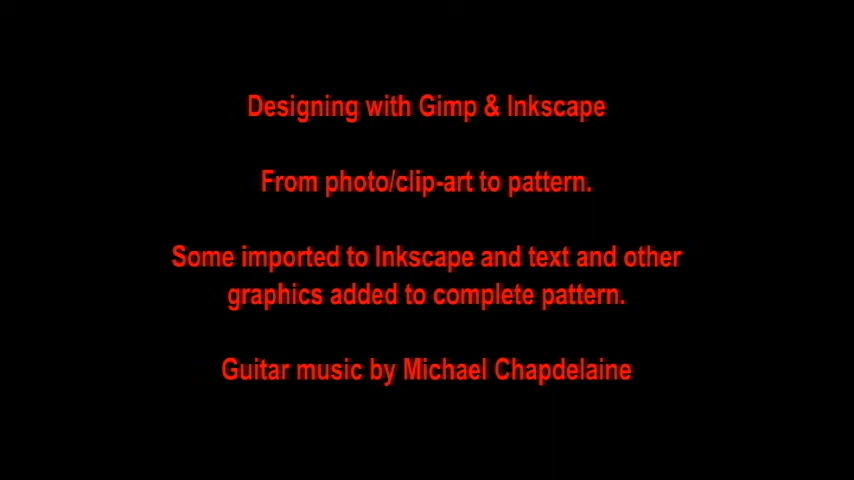 Designing with Gimp & Inkscape
From photo/clip-art to pattern.
Some imported to Inkscape and text and other
graphics added to complete pattern.
Guitar music by Michael Chapdelaine